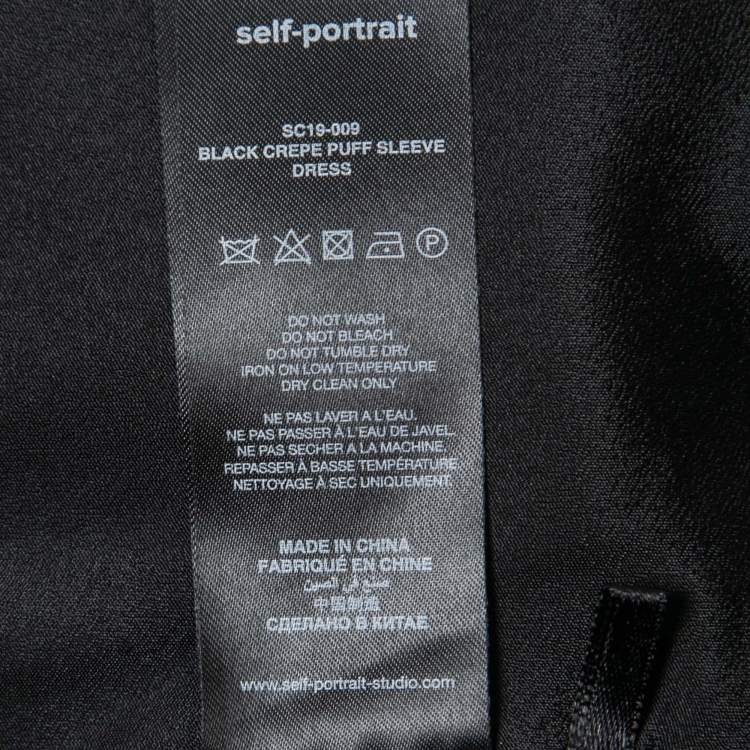 self-portrait
SC19-009
BLACK CREPE PUFF SLEEVE
DRESS
P
DO NOT WASH
DO NOT BLEACH
DO NOT TUMBLE DRY
IRON ON LOW TEMPERATURE
DRY CLEAN ONLY
NE PAS LAVER A L'EAU.
NE PAS PASSER À L'EAU DE JAVEL.
NE PAS SECHER A LA MACHINE.
REPASSER À BASSE TEMPÉRATURE
NETTOYAGE À SEC UNIQUEMENT.
MADE IN CHINA
FABRIQUÉ EN CHINE
صنع في الصين
中國制造
СДЕЛАНО В КИТАЕ
www.self-portrait-studio.com